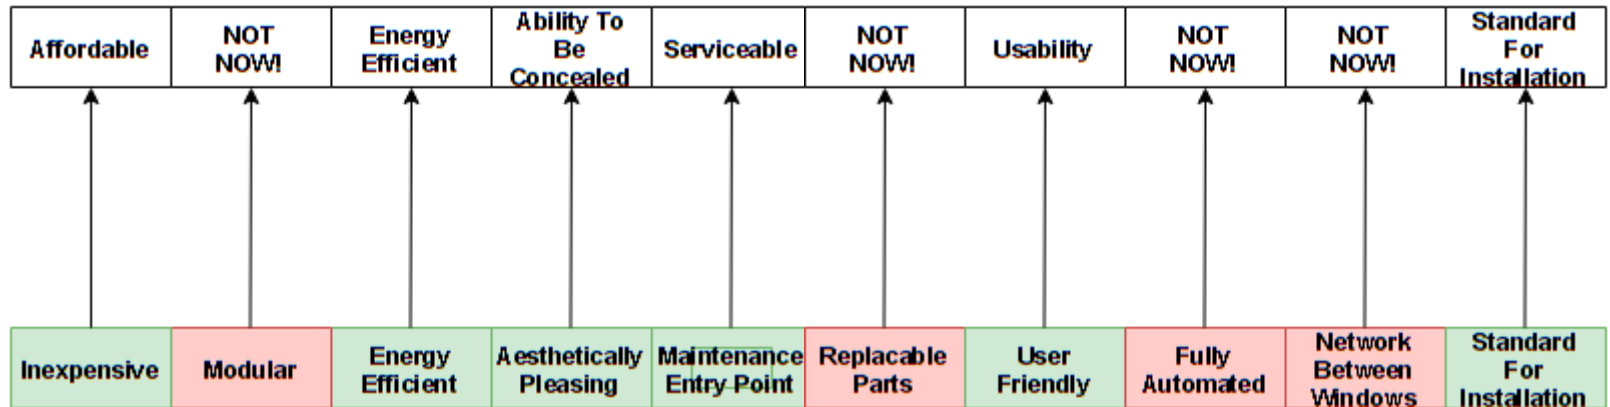 Affordable
NOT
NOW!
Energy
Efficient
Ability To
Be
Concealed
Serviceable
NOT
NOW!
Usability
NOT
NOW!
NOT
NOW!
Standard
For
Installation
Inexpensive
Modular
Energy
Efficient
Aesthetically
Pleasing
Maintenance
Entry Point
Replacable
Parts
User
Friendly
Fully
Automated
Network
Between
Windows
Standard
For
Installation